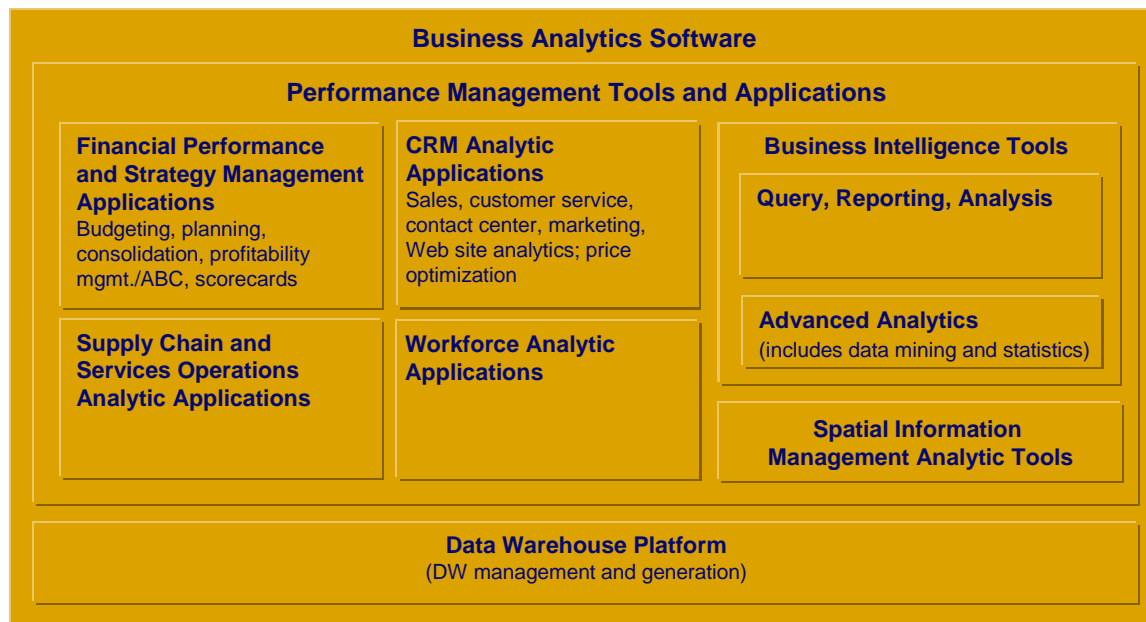 Business Analytics Software
Performance Management Tools and Applications
Financial Performance
and Strategy Management
Applications
Budgeting, planning,
consolidation, profitability
mgmt./ABC, scorecards
CRM Analytic
Applications
Sales, customer service,
contact center, marketing,
Web site analytics; price
optimization
Business Intelligence Tools
Query, Reporting, Analysis
Advanced Analytics
(includes data mining and statistics)
Supply Chain and
Services Operations
Analytic Applications
Workforce Analytic
Applications
Spatial Information
Management Analytic Tools
Data Warehouse Platform
(DW management and generation)